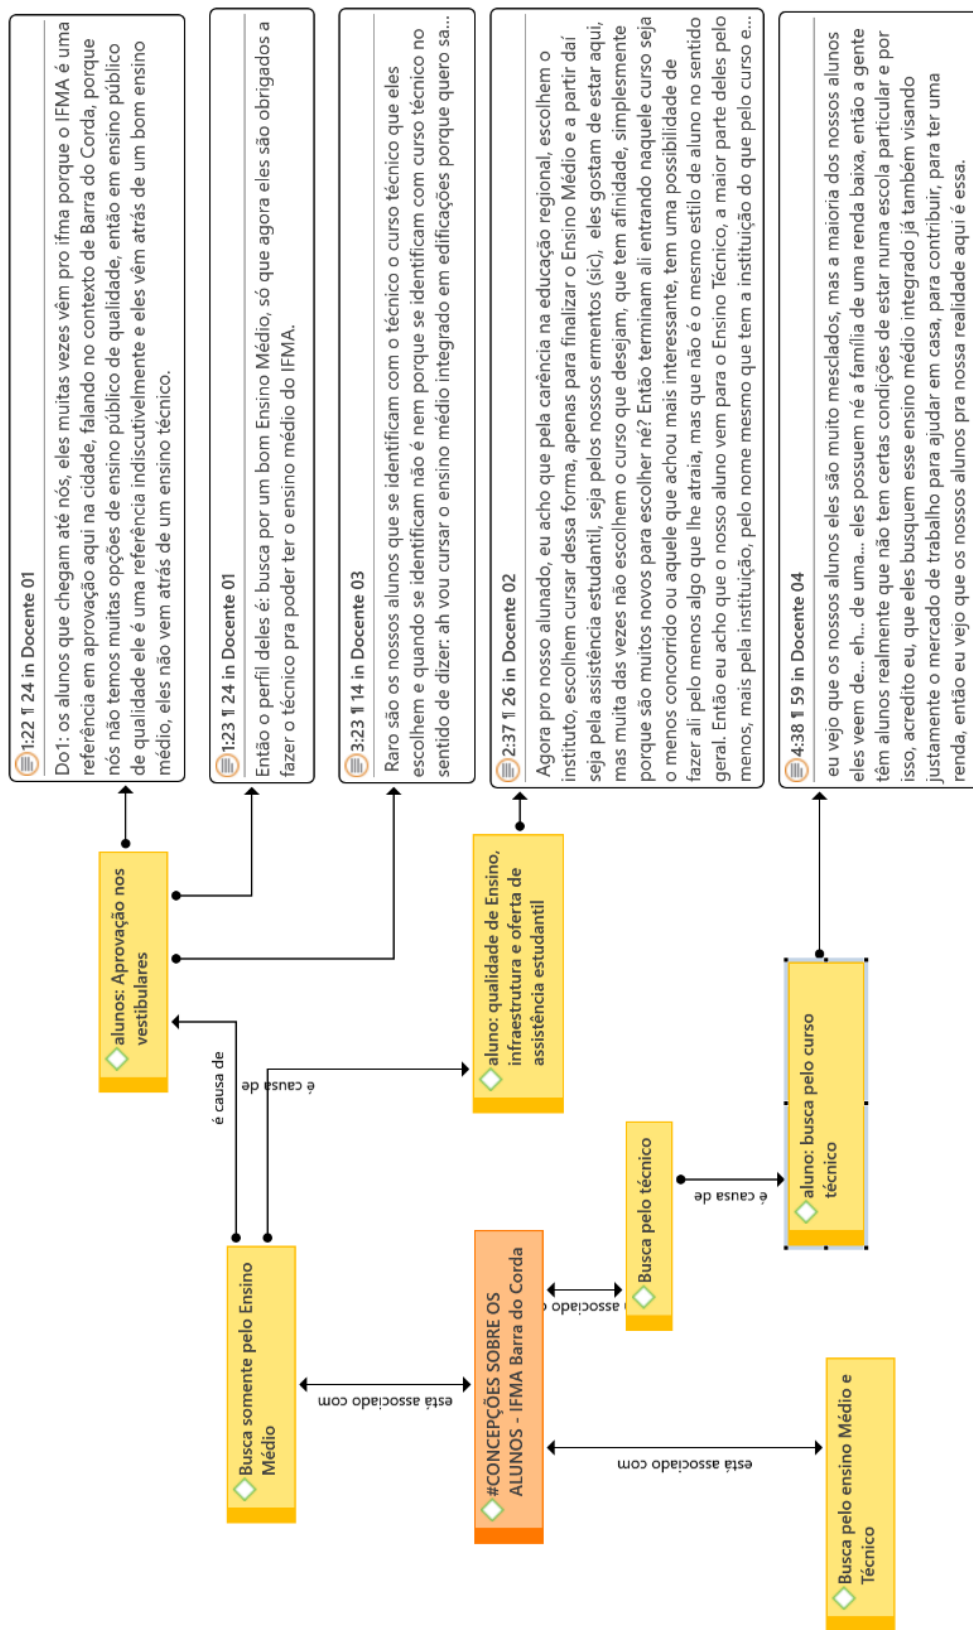 #CONCEPÇÕES SOBRE OS
ALUNOS - IFMA Barra do Corda
está associado com
Busca somente pelo Ensino
Médio
é causa de
alunos: Aprovação nos
vestibulares
1:22 ¶ 24 in Docente 01
Do1: os alunos que chegam até nós, eles muitas vezes vêm pro ifma porque o IFMA é uma
referência em aprovação aqui na cidade, falando no contexto de Barra do Corda, porque
nós não temos muitas opções de ensino público de qualidade, então em ensino público
de qualidade ele é uma referência indiscutivelmente e eles vêm atrás de um bom ensino
médio, eles não vem atrás de um ensino técnico.
1:23 ¶ 24 in Docente 01
Então o perfil deles é: busca por um bom Ensino Médio, só que agora eles são obrigados a
fazer o técnico pra poder ter o ensino médio do IFMA.
3:23 ¶ 14 in Docente 03
Raro são os nossos alunos que se identificam com o técnico o curso técnico que eles
escolhem e quando se identificam não é nem porque se identificam com curso técnico no
sentido de dizer: ah vou cursar o ensino médio integrado em edificações porque quero sa...
é causa de
aluno: qualidade de Ensino,
infraestrutura e oferta de
assistência estudantil
2:37 ¶ 26 in Docente 02
Agora pro nosso alunado, eu acho que pela carência na educação regional, escolhem o
instituto, escolhem cursar dessa forma, apenas para finalizar o Ensino Médio e a partir daí
seja pela assistência estudantil, seja pelos nossos ermentos (sic), eles gostam de estar aqui,
mas muita das vezes não escolhem o curso que desejam, que tem afinidade, simplesmente
porque são muitos novos para escolher né? Então terminam ali entrando naquele curso seja
o menos concorrido ou aquele que achou mais interessante, tem uma possibilidade de
fazer ali pelo menos algo que lhe atraia, mas que não é o mesmo estilo de aluno no sentido
geral. Então eu acho que o nosso aluno vem para o Ensino Técnico, a maior parte deles pelo
menos, mais pela instituição, pelo nome mesmo que tem a instituição do que pelo curso e...
está associado c
Busca pelo técnico
é causa de
aluno: busca pelo curso
técnico
4:38 ¶ 59 in Docente 04
eu vejo que os nossos alunos eles são muito mesclados, mas a maioria dos nossos alunos
eles veem de... eh... de uma... eles possuem né a família de uma renda baixa, então a gente
têm alunos realmente que não tem certas condições de estar numa escola particular e por
isso, acredito eu, que eles busquem esse ensino médio integrado já também visando
justamente o mercado de trabalho para ajudar em casa, para contribuir, para ter uma
renda, então eu vejo que os nossos alunos pra nossa realidade aqui é essa.
está associado com
Busca pelo ensino Médio e
Técnico